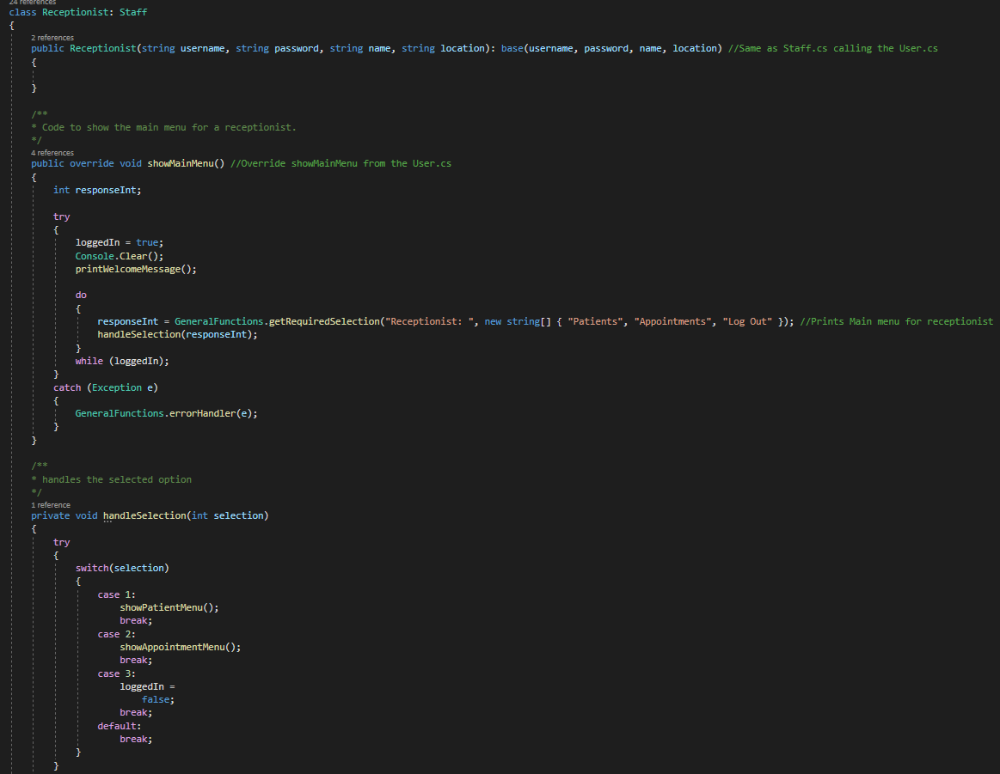 24 references
class Receptionist: Staff
{
2 references
public Receptionist(string username, string password, string name, string location): base(username, password, name, location) //Same as Staff.cs calling the User.cs
{
}
/**
* Code to show the main menu for a receptionist.
*/
4 references
public override void showMainMenu() //Override showMainMenu from the User.cs
{
int responseInt;
try
{
loggedIn = true;
Console.Clear();
printWelcomeMessage();
do
{
responseInt = GeneralFunctions.getRequiredSelection("Receptionist: ", new string[] { "Patients", "Appointments", "Log Out" }); //Prints Main menu for receptionist
handleSelection(responseInt);
}
while (loggedIn);
}
catch (Exception e)
{
GeneralFunctions.errorHandler(e);
}
}
/**
* handles the selected option
*/
1 reference
private void handleSelection(int selection)
{
try
{
switch(selection)
{
case 1:
showPatientMenu();
break;
case 2:
showAppointmentMenu();
break;
case 3:
loggedIn =
false;
break;
default:
break;
}
}